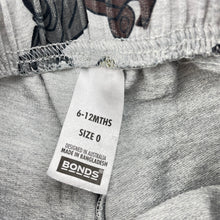 6-12MTHS
SIZE 0
DESIGNED IN AUSTRALIA
MADE IN BANGLADESH
BONDS